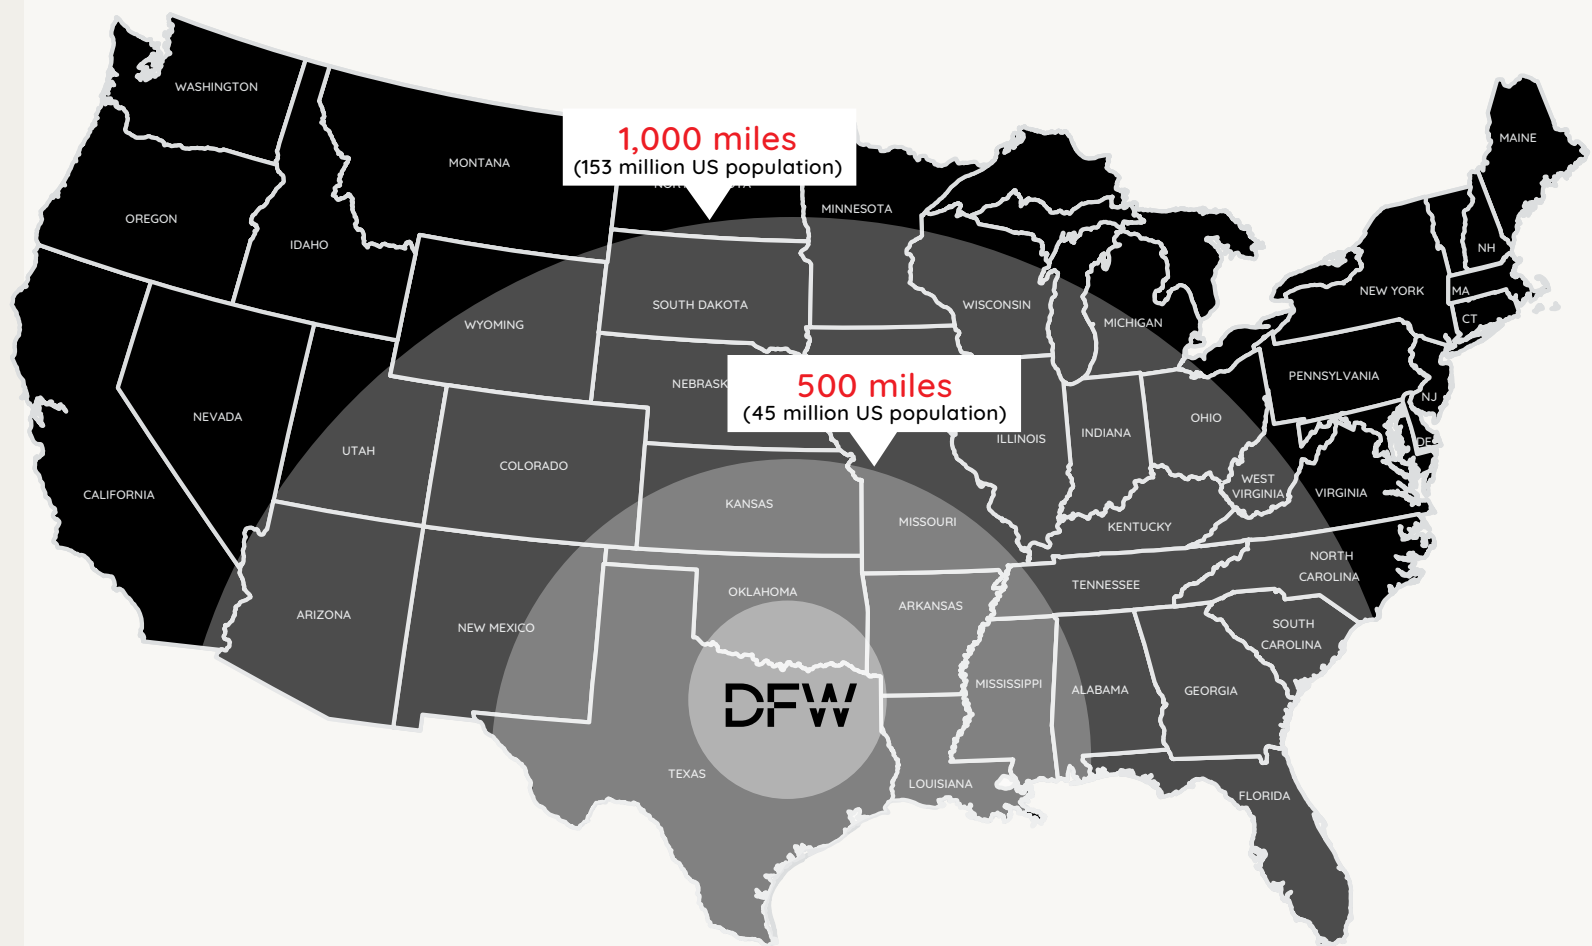 WASHINGTON
MONTANA
1,000 miles
(153 million US population)
MAINE
OREGON
IDAHO
MINNESOTA
NH
WYOMING
SOUTH DAKOTA
WISCONSIN
MICHIGAN
NEW YORK
MA
CT
NEBRASK
500 miles
(45 million US population)
PENNSYLVANIA
NJ
NEVADA
UTAH
COLORADO
ILLINOIS
INDIANA
OHIO
DE
CALIFORNIA
KANSAS
MISSOURI
KENTUCKY
WEST
VIRGINIA
VIRGINIA
ARIZONA
NEW MEXICO
OKLAHOMA
ARKANSAS
TENNESSEE
NORTH
CAROLINA
SOUTH
CAROLINA
DFW
MISSISSIPPI
ALABAMA
GEORGIA
TEXAS
LOUISIANA
FLORIDA